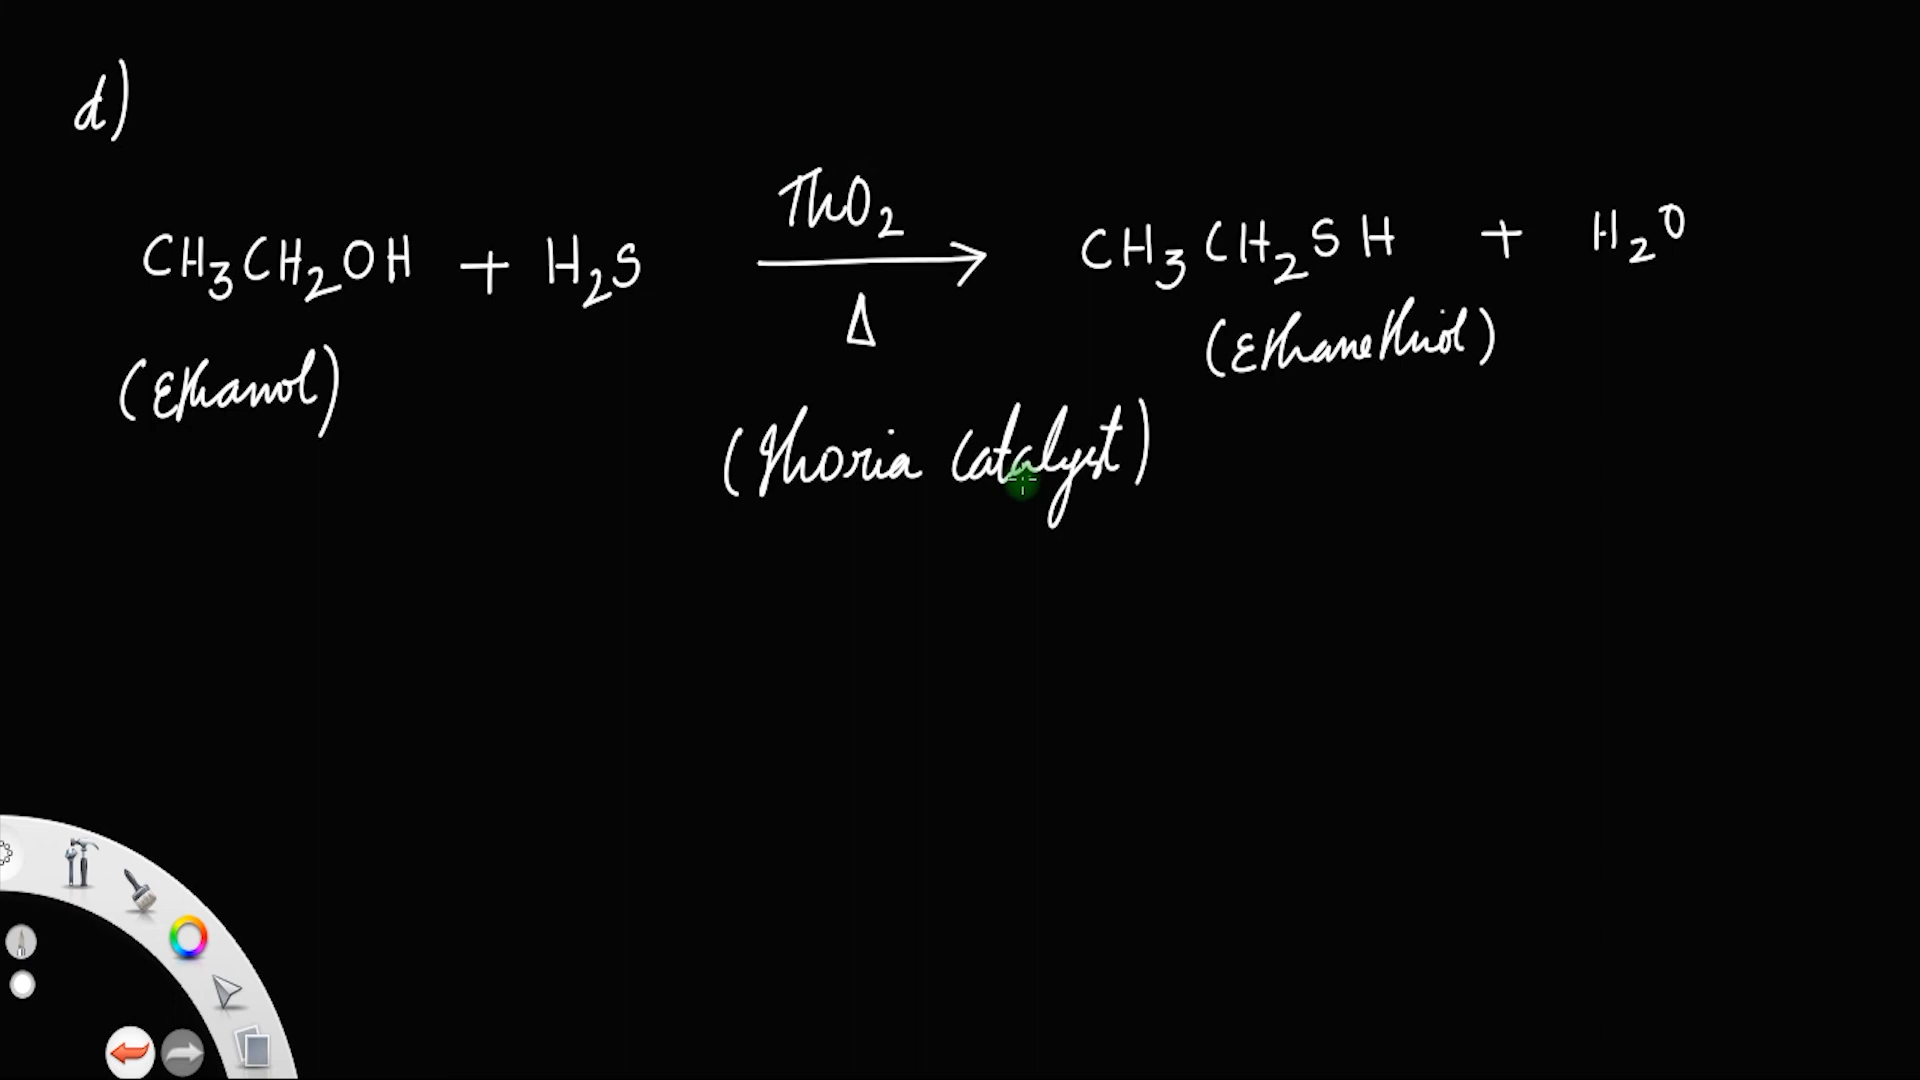 d)
CH₃CH₂OH + H₂S —ThO₂/Δ→ CH₃CH₂SH + H₂O
(Ethanol) (Ethanethiol)
(Thoria catalyst)